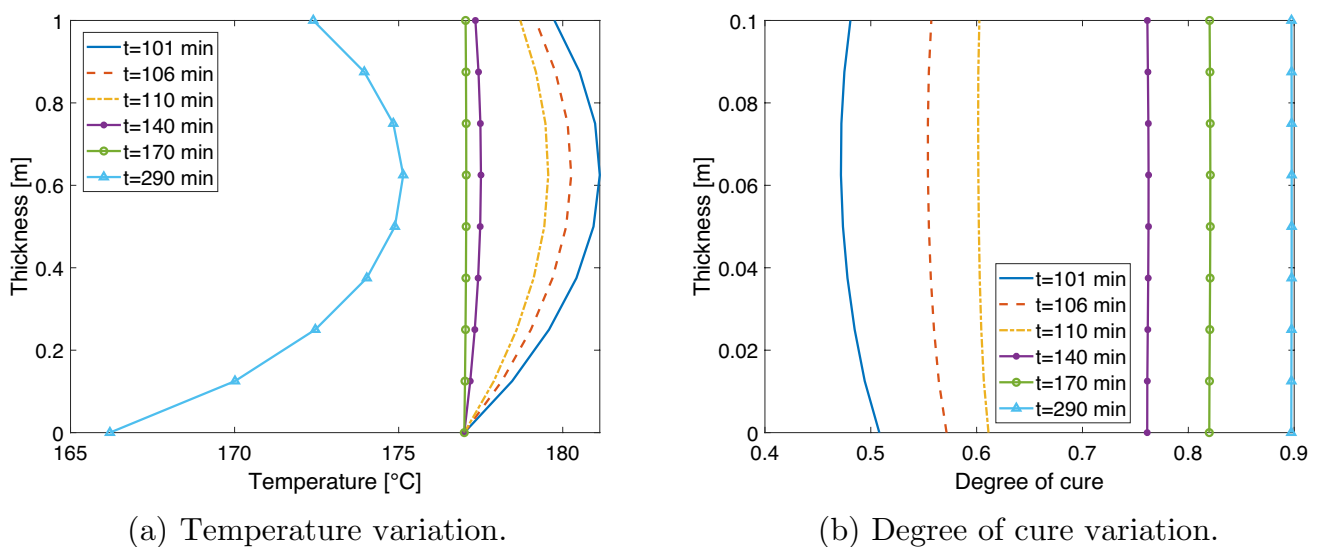 1
0.8
0.6
0.4
0.2
0
Thickness [m]
t=101 min
t=106 min
t=110 min
t=140 min
t=170 min
t=290 min
165 170 175 180
Temperature [°C]
(a) Temperature variation.
0.1
0.08
0.06
0.04
0.02
0
Thickness [m]
t=101 min
t=106 min
t=110 min
t=140 min
t=170 min
t=290 min
0.4 0.5 0.6 0.7 0.8 0.9
Degree of cure
(b) Degree of cure variation.